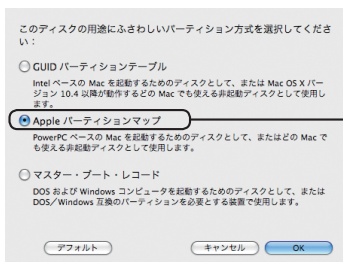 このディスクの用途にふさわしいパーティション方式を選択してくださ
い：
GUID パーティションテーブル
Intel ベースの Mac を起動するためのディスクとして、または Mac OS X バー
ジョン 10.4 以降が動作するどの Mac でも使える非起動ディスクとして使用し
ます。
Apple パーティションマップ
PowerPC ベースの Mac を起動するためのディスクとして、またはどの Mac で
も使える非起動ディスクとして使用します。
マスター・ブート・レコード
DOS および Windows コンピュータを起動するためのディスクとして、または
DOS／Windows 互換のパーティションを必要とする装置で使用します。
デフォルト キャンセル OK